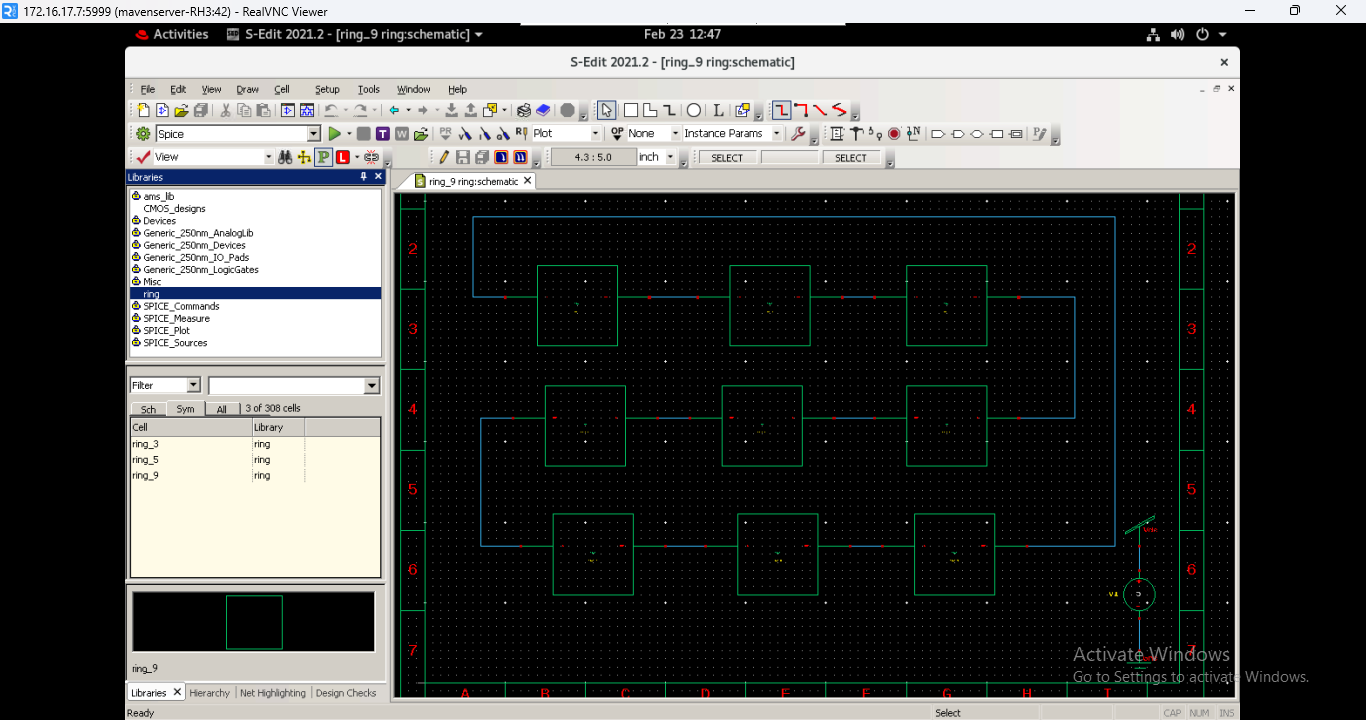 172.16.17.7:5999 (mavenserver-RH3:42) - RealVNC Viewer
Activities S-Edit 2021.2 - [ring_9 ring:schematic] Feb 23 12:47
S-Edit 2021.2 - [ring_9 ring:schematic]
File Edit View Draw Cell Setup Tools Window Help
Spice Plot None Instance Params
View 4.3 : 5.0 inch SELECT SELECT
Libraries
ring_9 ring:schematic
ams_lib
CMOS_designs
Devices
Generic_250nm_AnalogLib
Generic_250nm_Devices
Generic_250nm_IO_Pads
Generic_250nm_LogicGates
Misc
ring
SPICE_Commands
SPICE_Measure
SPICE_Plot
SPICE_Sources
Filter
Sch Sym All 3 of 308 cells
Cell Library
ring_3 ring
ring_5 ring
ring_9 ring
ring_9
Libraries Hierarchy Net Highlighting Design Checks
2 2
3 3
4 4
5 5
6 6
7 7
A B C D E F G H I
Activate Windows
Go to Settings to activate Windows.
Ready Select CAP NUM INS